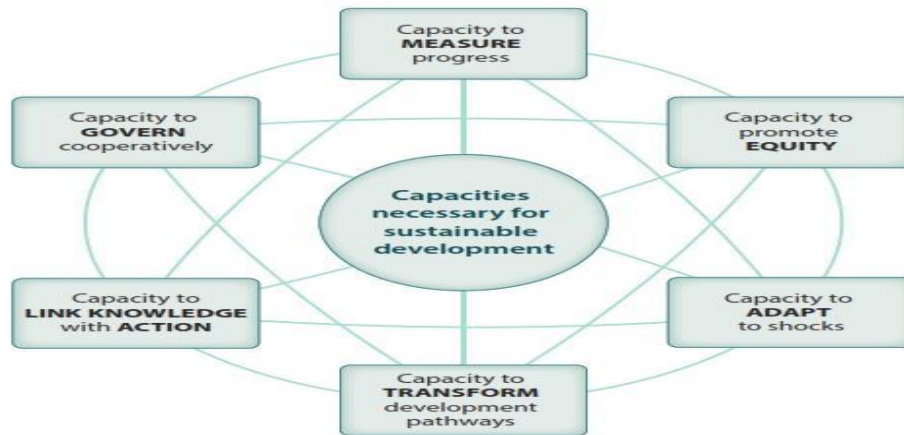 Capacity to
MEASURE
progress
Capacity to
GOVERN
cooperatively
Capacity to
promote
EQUITY
Capacities
necessary for
sustainable
development
Capacity to
LINK KNOWLEDGE
with ACTION
Capacity to
ADAPT
to shocks
Capacity to
TRANSFORM
development
pathways